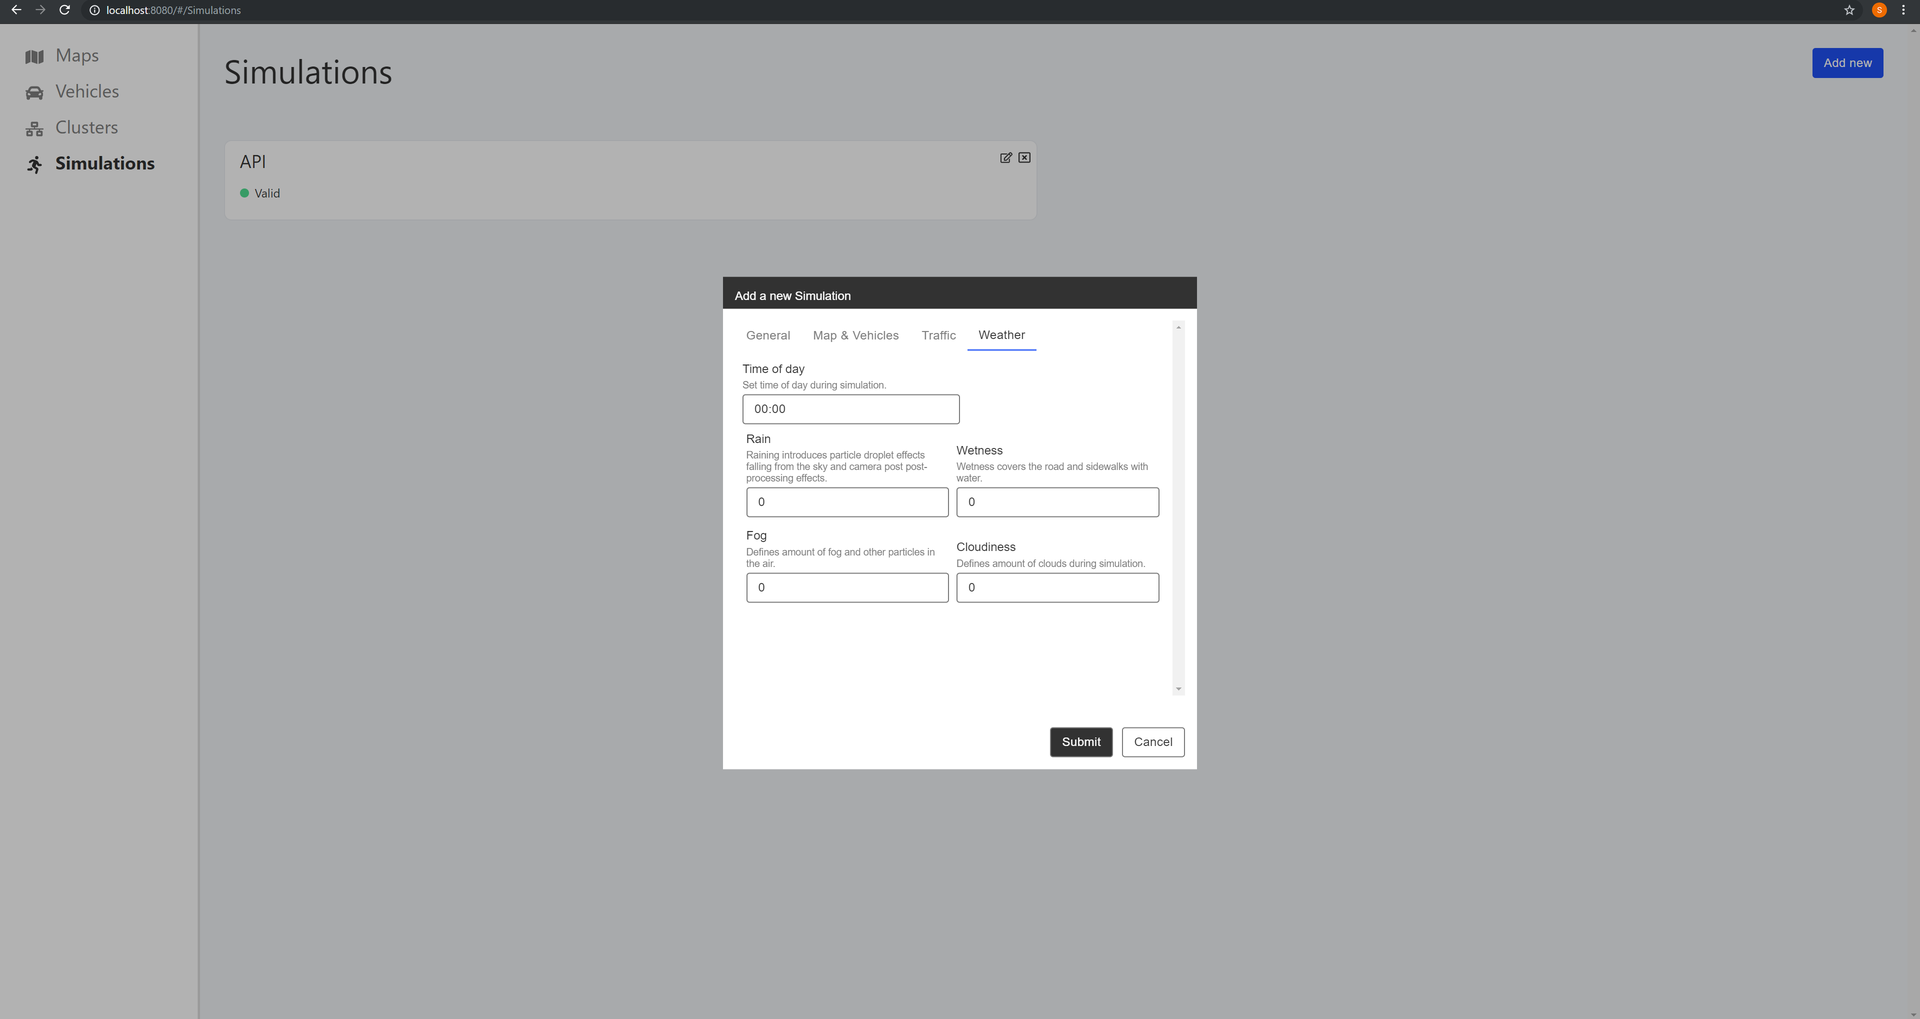 localhost:8080/#/Simulations
S
Maps
Vehicles
Clusters
Simulations
Simulations
Add new
API
Valid
Add a new Simulation
General
Map & Vehicles
Traffic
Weather
Time of day
Set time of day during simulation.
00:00
Rain
Raining introduces particle droplet effects
falling from the sky and camera post post-
processing effects.
0
Wetness
Wetness covers the road and sidewalks with
water.
0
Fog
Defines amount of fog and other particles in
the air.
0
Cloudiness
Defines amount of clouds during simulation.
0
Submit
Cancel